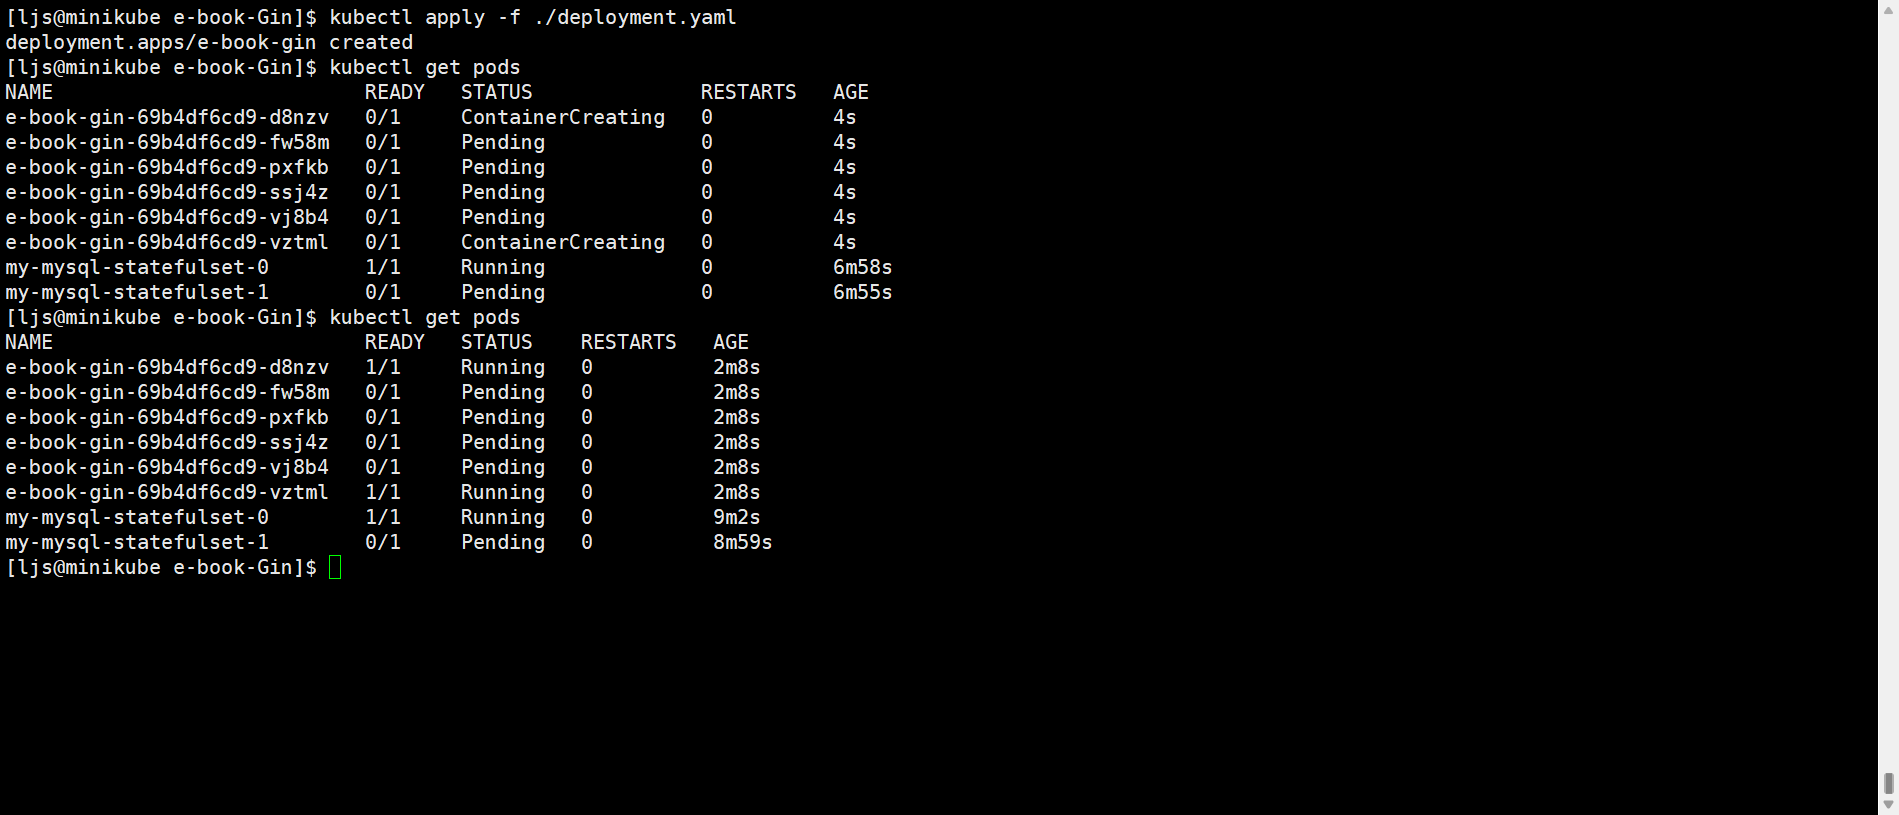 [ljs@minikube e-book-Gin]$ kubectl apply -f ./deployment.yaml
deployment.apps/e-book-gin created
[ljs@minikube e-book-Gin]$ kubectl get pods
NAME                          READY   STATUS              RESTARTS   AGE
e-book-gin-69b4df6cd9-d8nzv   0/1     ContainerCreating   0          4s
e-book-gin-69b4df6cd9-fw58m   0/1     Pending             0          4s
e-book-gin-69b4df6cd9-pxfkb   0/1     Pending             0          4s
e-book-gin-69b4df6cd9-ssj4z   0/1     Pending             0          4s
e-book-gin-69b4df6cd9-vj8b4   0/1     Pending             0          4s
e-book-gin-69b4df6cd9-vztml   0/1     ContainerCreating   0          4s
my-mysql-statefulset-0        1/1     Running             0          6m58s
my-mysql-statefulset-1        0/1     Pending             0          6m55s
[ljs@minikube e-book-Gin]$ kubectl get pods
NAME                          READY   STATUS    RESTARTS   AGE
e-book-gin-69b4df6cd9-d8nzv   1/1     Running   0          2m8s
e-book-gin-69b4df6cd9-fw58m   0/1     Pending   0          2m8s
e-book-gin-69b4df6cd9-pxfkb   0/1     Pending   0          2m8s
e-book-gin-69b4df6cd9-ssj4z   0/1     Pending   0          2m8s
e-book-gin-69b4df6cd9-vj8b4   0/1     Pending   0          2m8s
e-book-gin-69b4df6cd9-vztml   1/1     Running   0          2m8s
my-mysql-statefulset-0        1/1     Running   0          9m2s
my-mysql-statefulset-1        0/1     Pending   0          8m59s
[ljs@minikube e-book-Gin]$